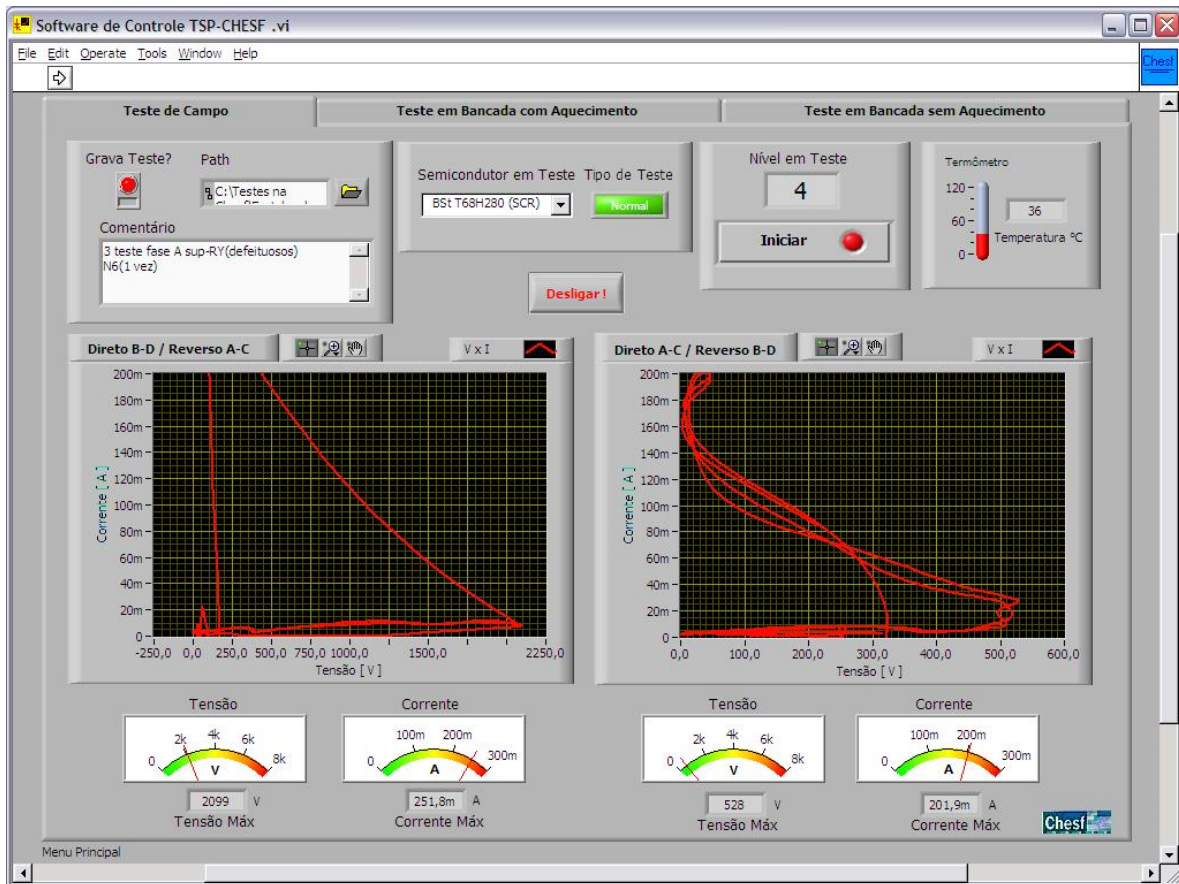 Software de Controle TSP-CHESF .vi
File Edit Operate Tools Window Help
Chesf
Teste de Campo Teste em Bancada com Aquecimento Teste em Bancada sem Aquecimento
Grava Teste? Path
C:\Testes na
Comentário
3 teste fase A sup-RY(defeituosos)
N6(1 vez)
Semicondutor em Teste Tipo de Teste
BSt T68H280 (SCR) Normal
Desligar!
Nível em Teste
4
Iniciar
Termômetro
120
60
0
36
Temperatura ºC
Direto B-D / Reverso A-C V x I
200m
180m
160m
140m
120m
100m
80m
60m
40m
20m
0
Corrente [ A ]
-250,0 0,0 250,0 500,0 750,0 1000,0 1500,0 2250,0
Tensão [ V ]
Direto A-C / Reverso B-D V x I
200m
180m
160m
140m
120m
100m
80m
60m
40m
20m
0
Corrente [ A ]
0,0 100,0 200,0 300,0 400,0 500,0 600,0
Tensão [ V ]
Tensão
0 2k 4k 6k 8k
V
2099 V
Tensão Máx
Corrente
0 100m 200m 300m
A
251,8m A
Corrente Máx
Tensão
0 2k 4k 6k 8k
V
528 V
Tensão Máx
Corrente
0 100m 200m 300m
A
201,9m A
Corrente Máx
Chesf
Menu Principal